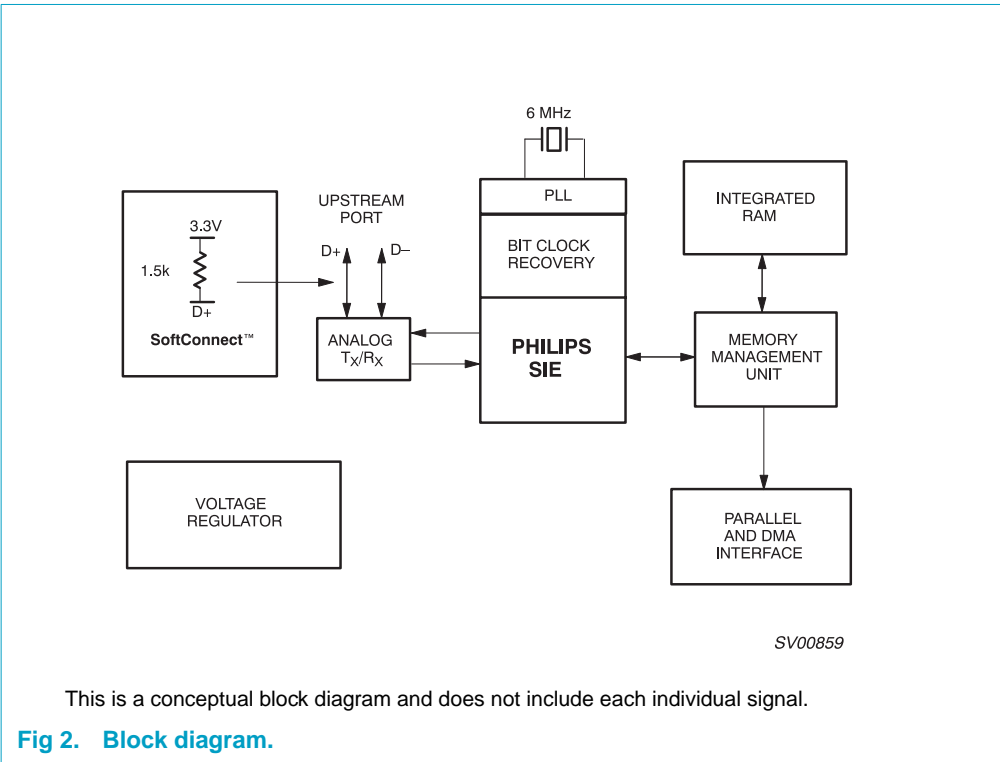 6 MHz
PLL
BIT CLOCK
RECOVERY
PHILIPS
SIE
UPSTREAM
PORT
D+
D–
3.3V
1.5k
D+
SoftConnect™
ANALOG
TX/RX
INTEGRATED
RAM
MEMORY
MANAGEMENT
UNIT
VOLTAGE
REGULATOR
PARALLEL
AND DMA
INTERFACE
SV00859
This is a conceptual block diagram and does not include each individual signal.
Fig 2. Block diagram.